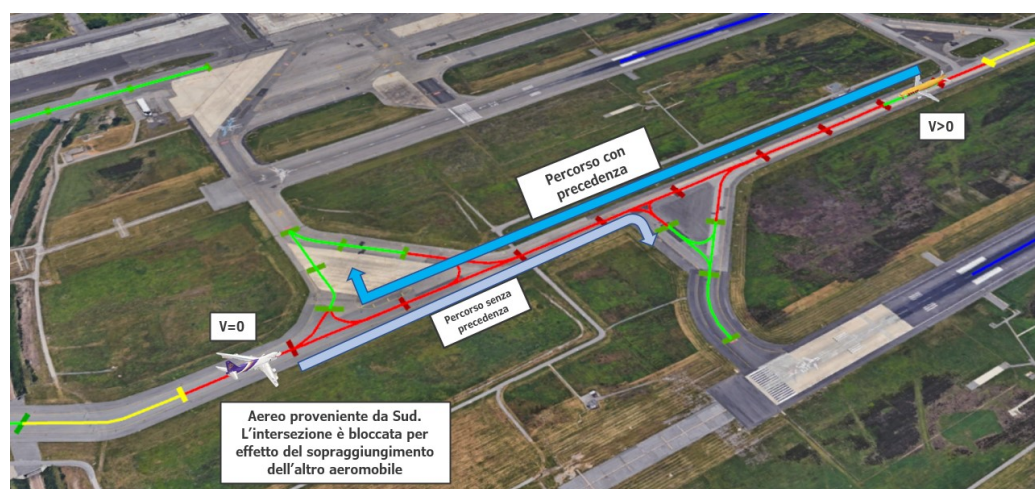 Percorso con
precedenza
V>0
Percorso senza
precedenza
V=0
Aereo proveniente da Sud.
L'intersezione è bloccata per
effetto del sopraggiungimento
dell'altro aeromobile